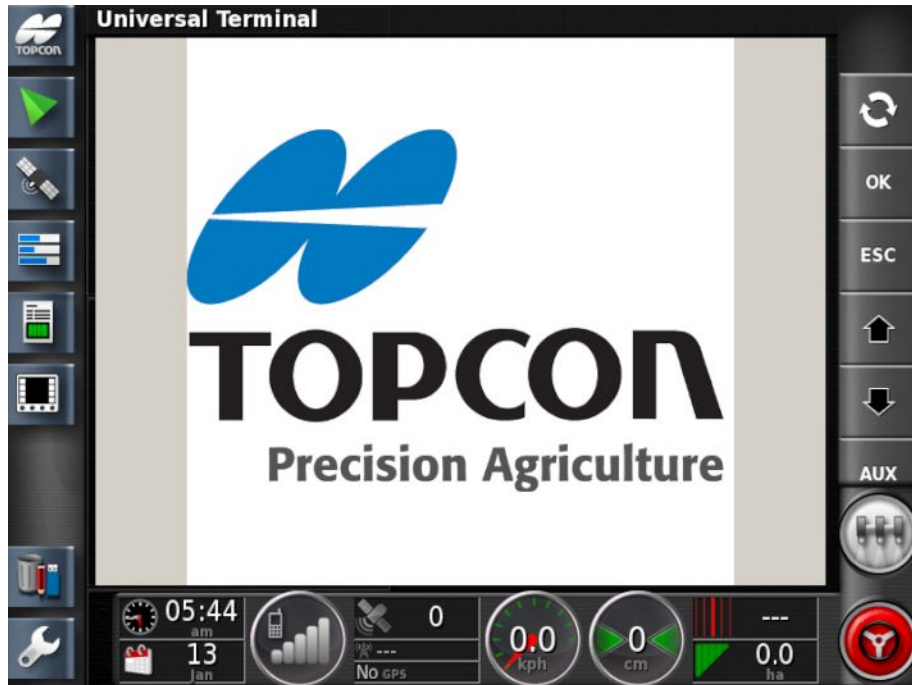 TOPCON
Universal Terminal
TOPCON
Precision Agriculture
OK
ESC
AUX
05:44
am
13
Jan
0
---
No GPS
0.0
kph
0
cm
---
0.0
ha